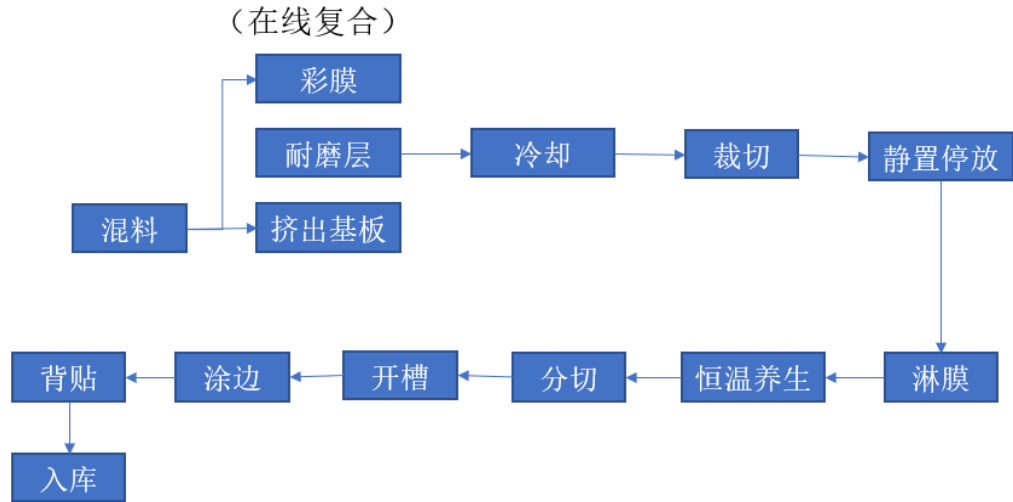 （在线复合）
彩膜
耐磨层
冷却
裁切
静置停放
混料
挤出基板
淋膜
恒温养生
分切
开槽
涂边
背贴
入库